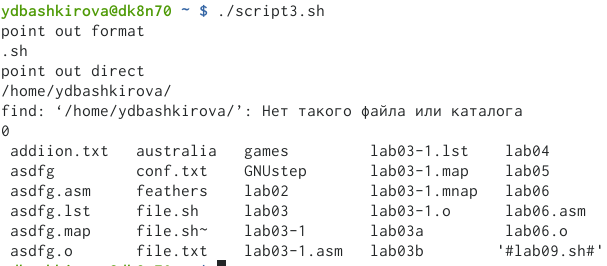 ydbashkirova@dk8n70 ~ $ ./script3.sh
point out format
.sh
point out direct
/home/ydbashkirova/
find: ‘/home/ydbashkirova/’: Нет такого файла или каталога
0
addiion.txt australia games lab03-1.lst lab04
asdfg conf.txt GNUstep lab03-1.map lab05
asdfg.asm feathers lab02 lab03-1.mnap lab06
asdfg.lst file.sh lab03 lab03-1.o lab06.asm
asdfg.map file.sh~ lab03-1 lab03a lab06.o
asdfg.o file.txt lab03-1.asm lab03b '#lab09.sh#'